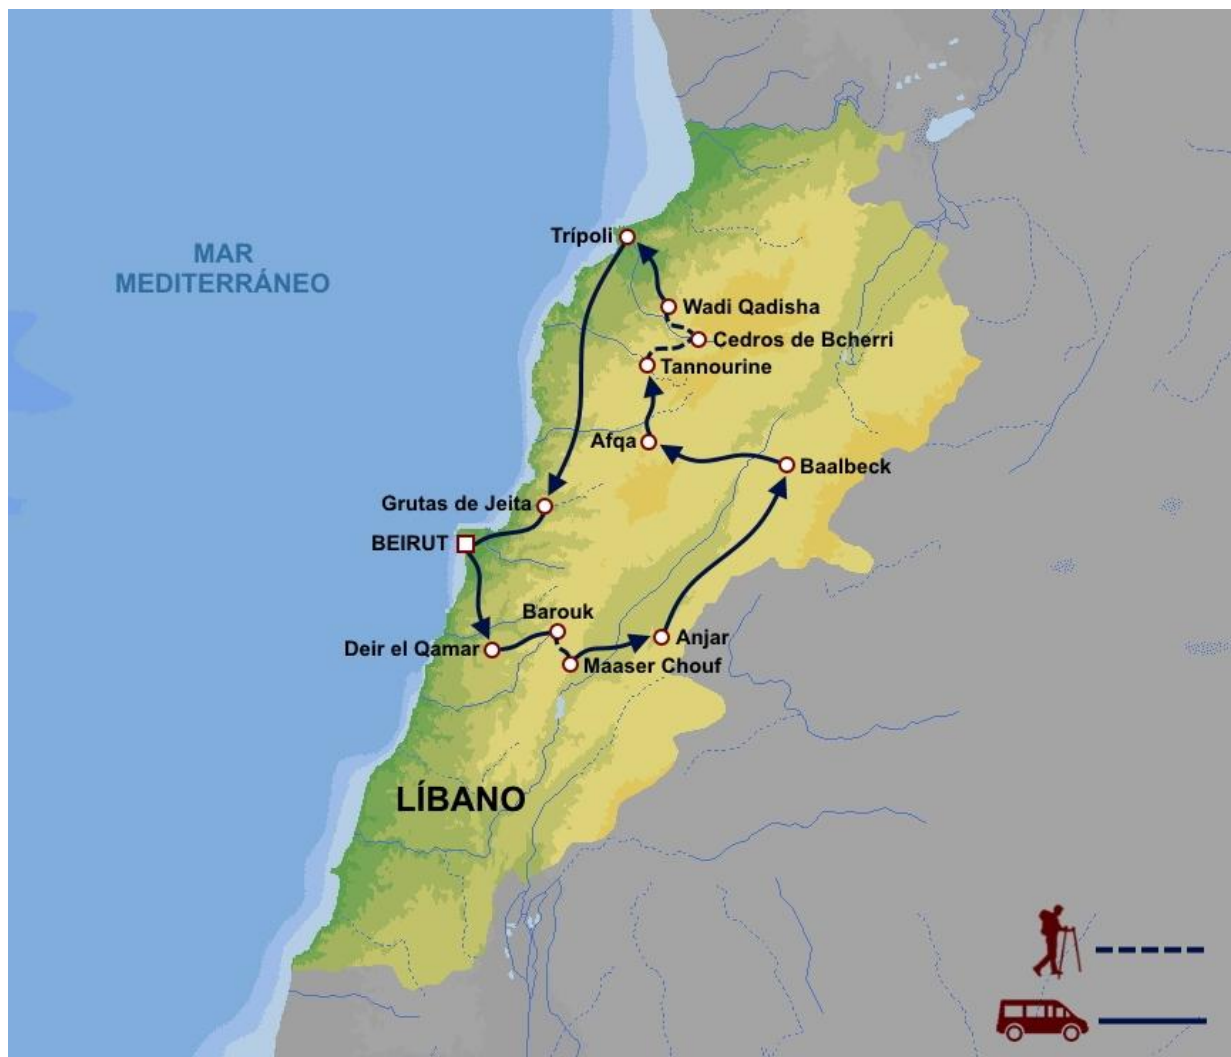 MAR
MEDITERRÁNEO
Trípoli
Wadi Qadisha
Cedros de Bcherri
Tannourine
Afqa
Baalbeck
Grutas de Jeita
BEIRUT
Barouk
Deir el Qamar
Anjar
Maaser Chouf
LÍBANO